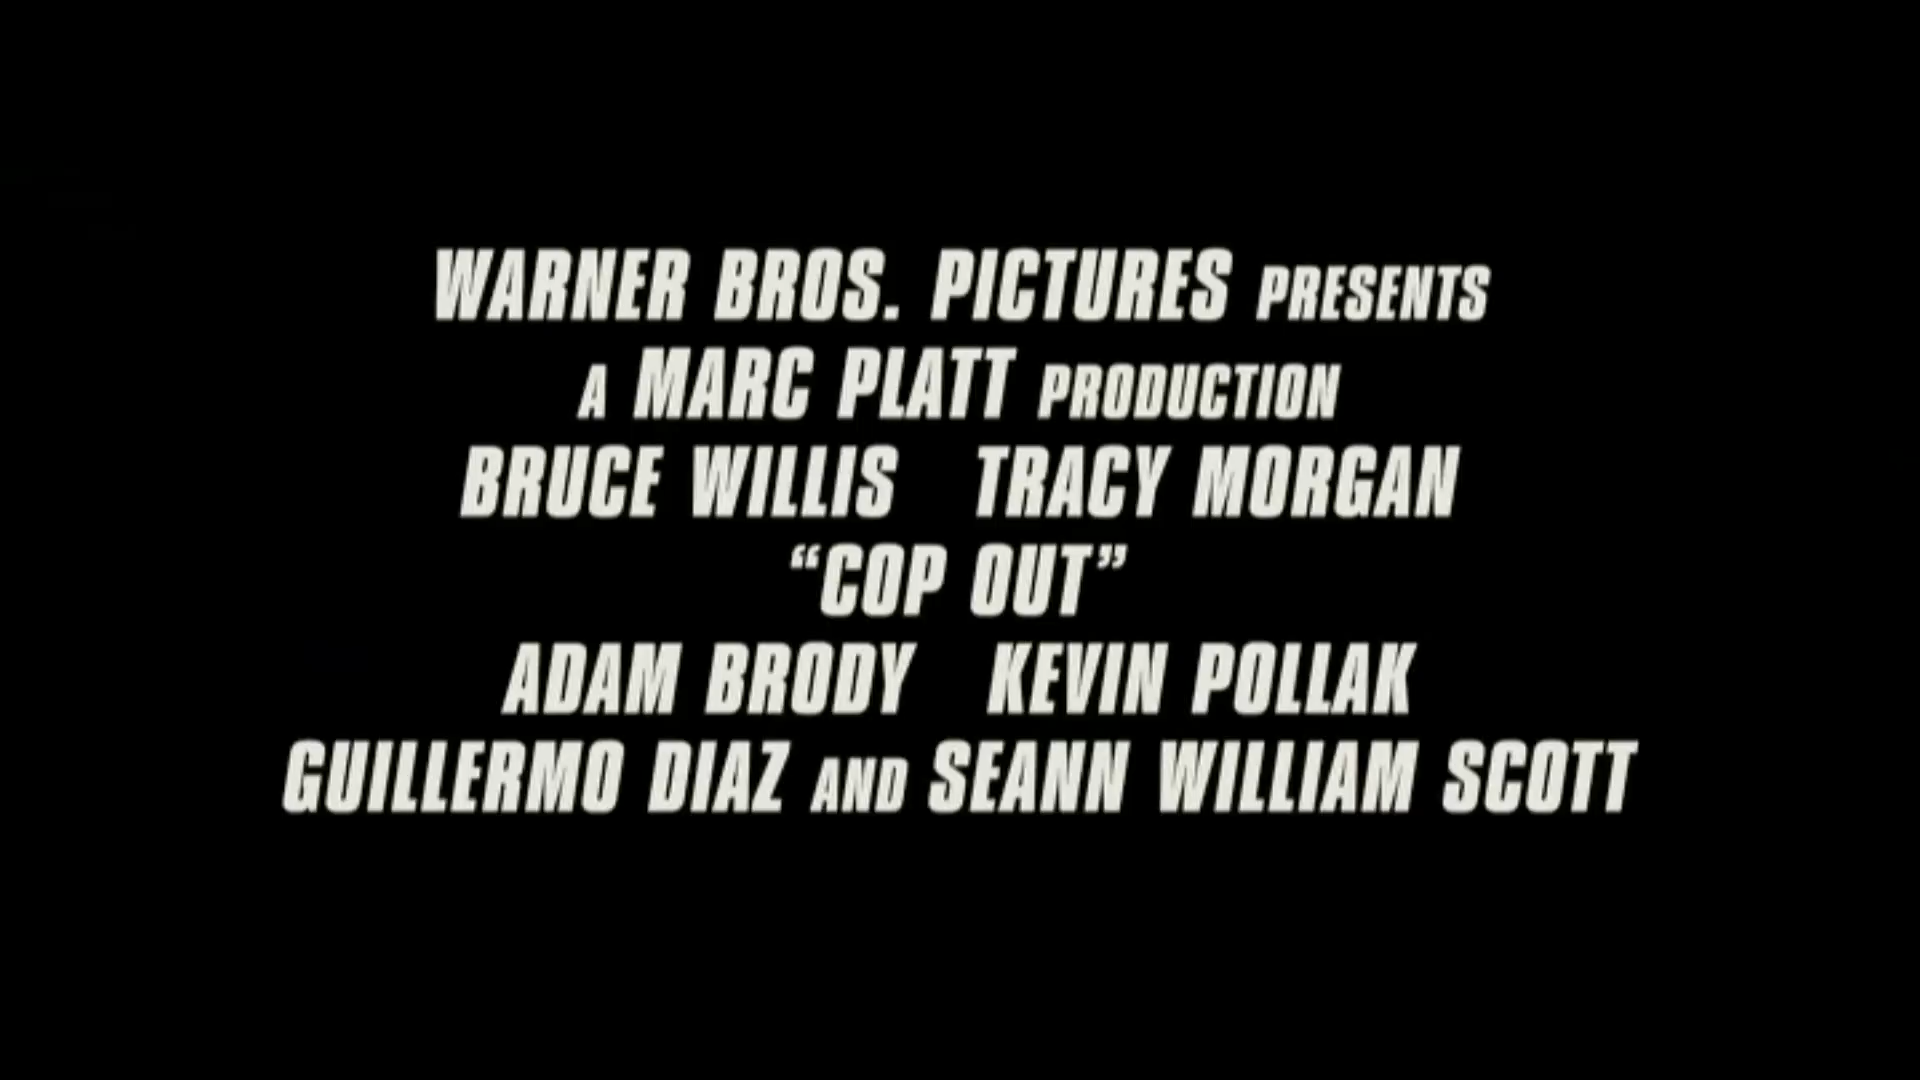 WARNER BROS. PICTURES PRESENTS
A MARC PLATT PRODUCTION
BRUCE WILLIS TRACY MORGAN
“COP OUT”
ADAM BRODY KEVIN POLLAK
GUILLERMO DIAZ AND SEANN WILLIAM SCOTT